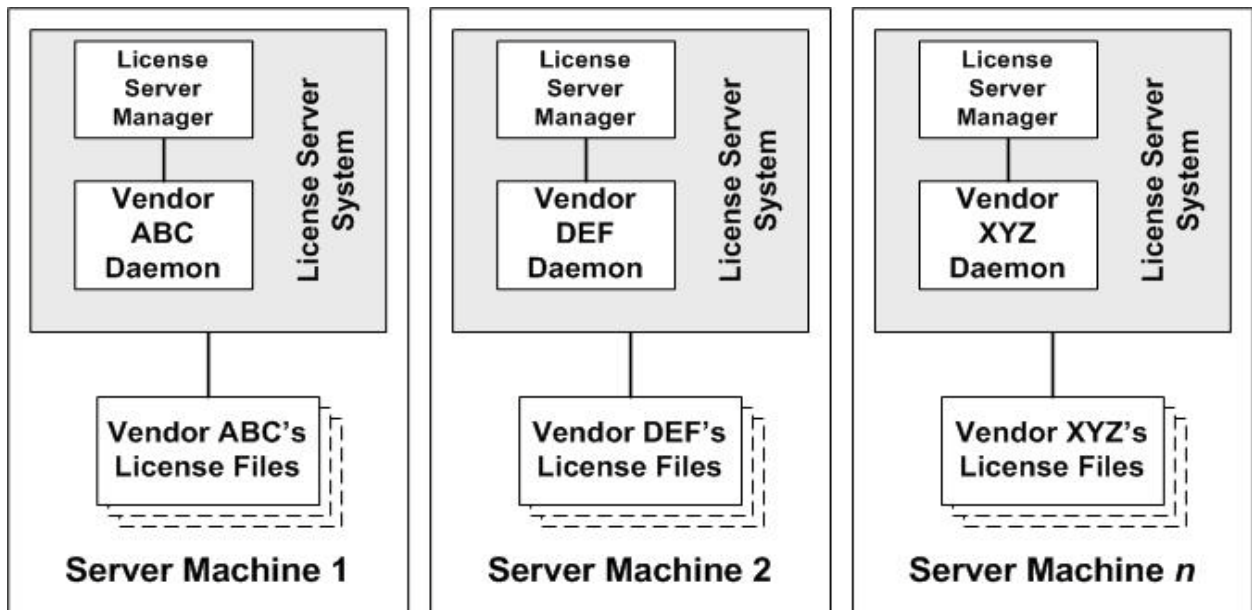 License
Server
Manager
Vendor
ABC
Daemon
License Server
System
Vendor ABC's
License Files
Server Machine 1
License
Server
Manager
Vendor
DEF
Daemon
License Server
System
Vendor DEF's
License Files
Server Machine 2
License
Server
Manager
Vendor
XYZ
Daemon
License Server
System
Vendor XYZ's
License Files
Server Machine n